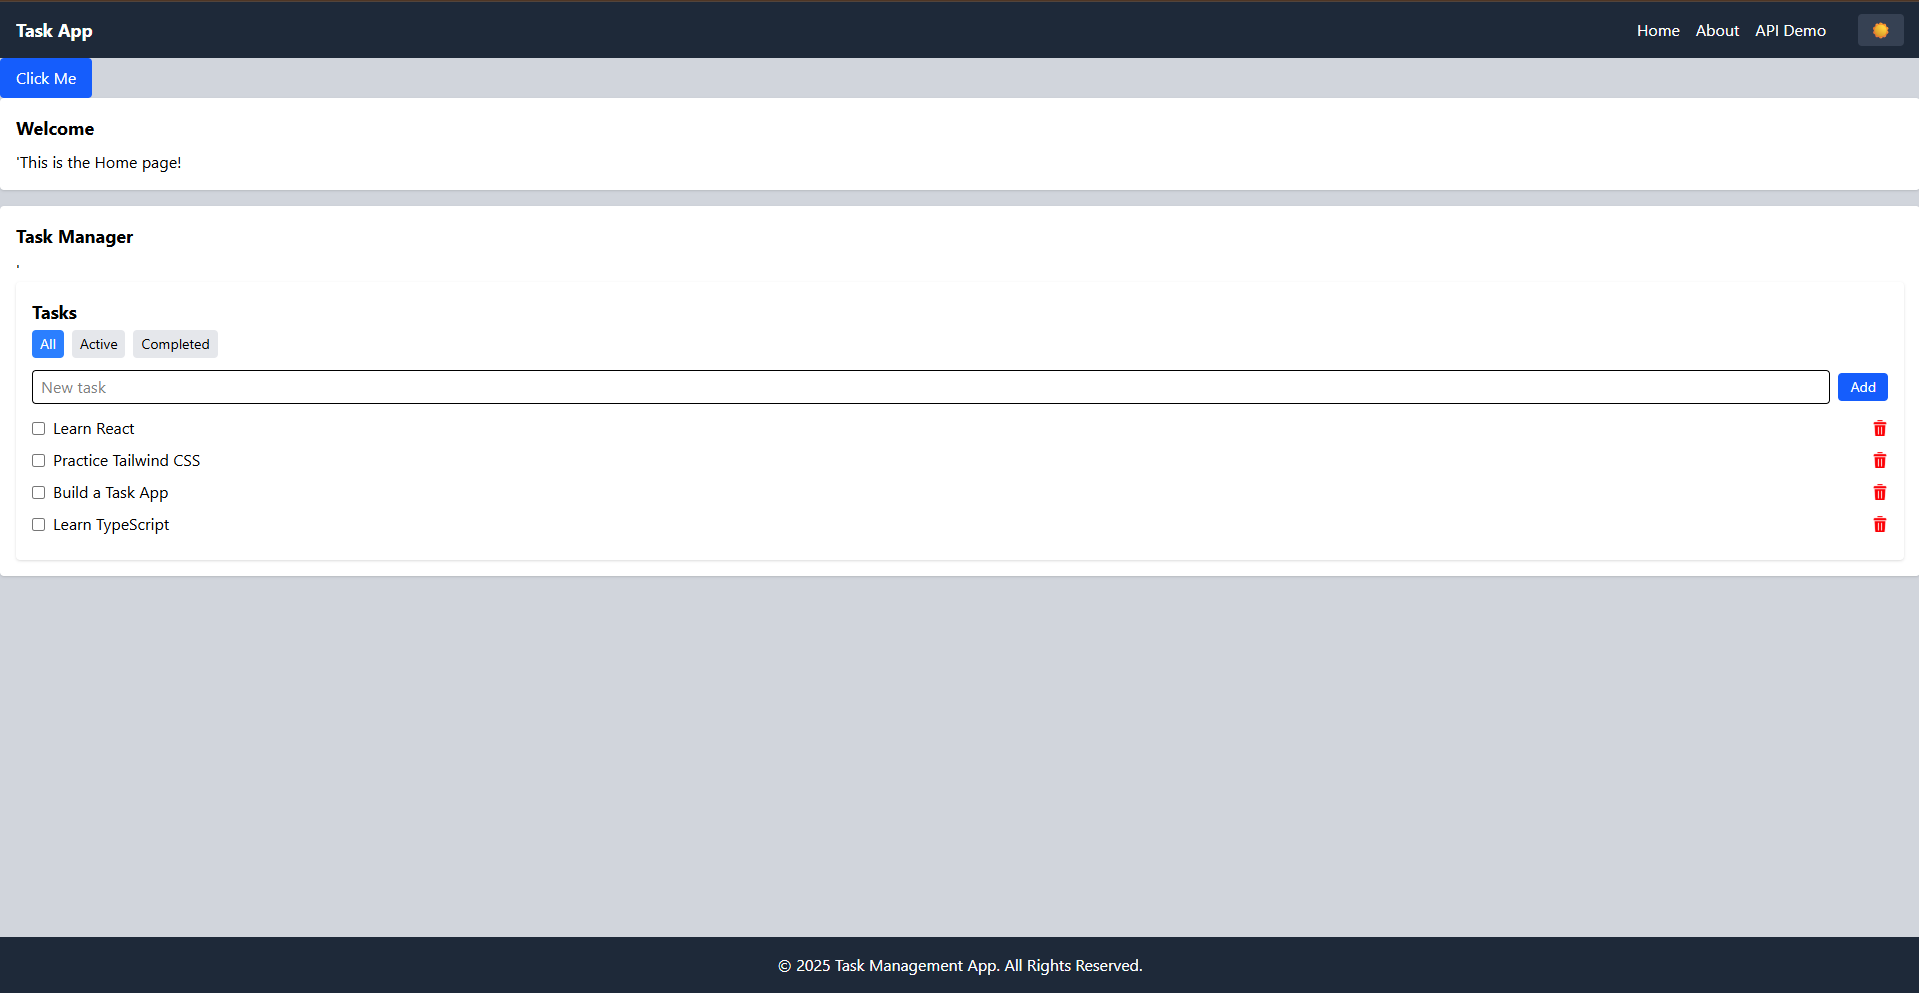 Task App
Home About API Demo
Click Me
Welcome
'This is the Home page!
Task Manager
'
Tasks
All Active Completed
New task Add
Learn React
Practice Tailwind CSS
Build a Task App
Learn TypeScript
© 2025 Task Management App. All Rights Reserved.